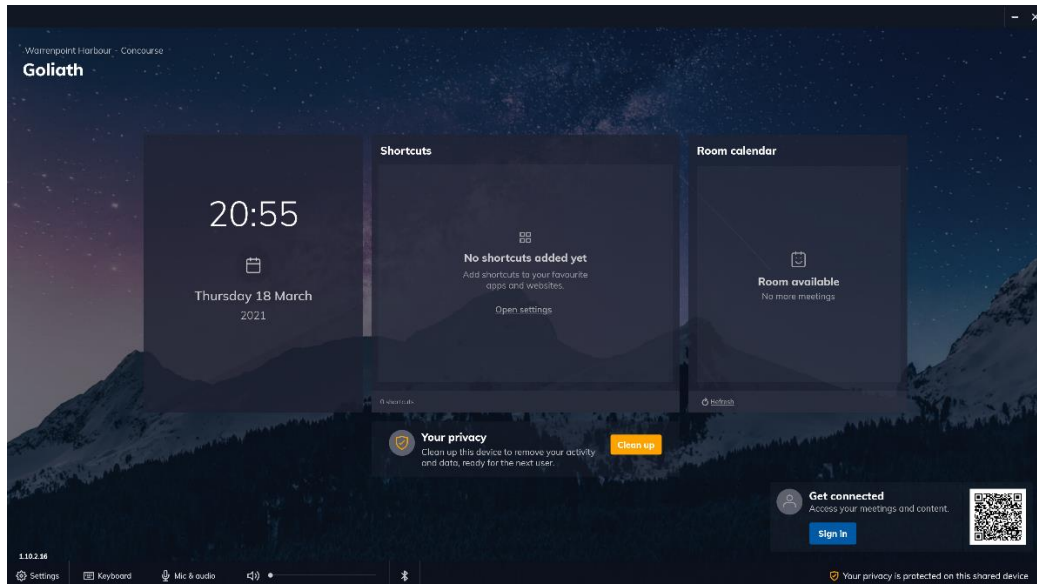 Warrenpoint Harbour - Concourse
Goliath
20:55
Thursday 18 March
2021
Shortcuts
No shortcuts added yet
Add shortcuts to your favourite
apps and websites.
Open settings
0 shortcuts
Room calendar
Room available
No more meetings
Refresh
Your privacy
Clean up this device to remove your activity
and data, ready for the next user.
Clean up
Get connected
Access your meetings and content.
Sign in
1.10.2.16
Settings
Keyboard
Mic & audio
Your privacy is protected on this shared device